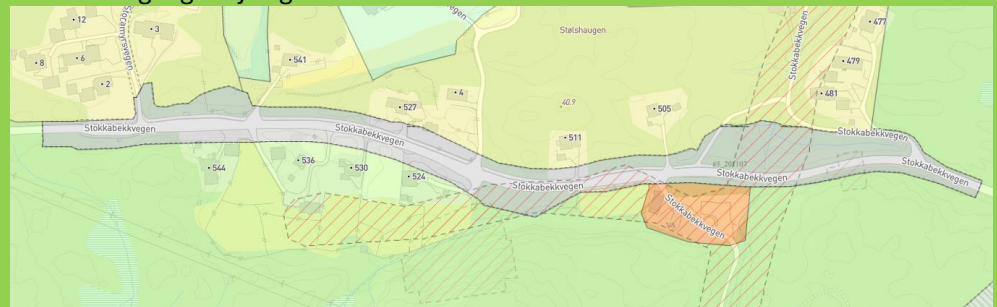 • 12
• 3
• 8
• 6
• 2
Storamyrsvegen
• 541
• 527
• 4
Stølshaugen
40.9
• 505
• 511
Stokkabekkvegen
• 477
• 479
• 481
Stokkabekkvegen
Stokkabekkvegen
Stokkabekkvegen
Stokkabekkvegen
Stokkabekkvegen
Stokkabekkvegen
• 544
• 536
• 530
• 524
Stokkabekkvegen